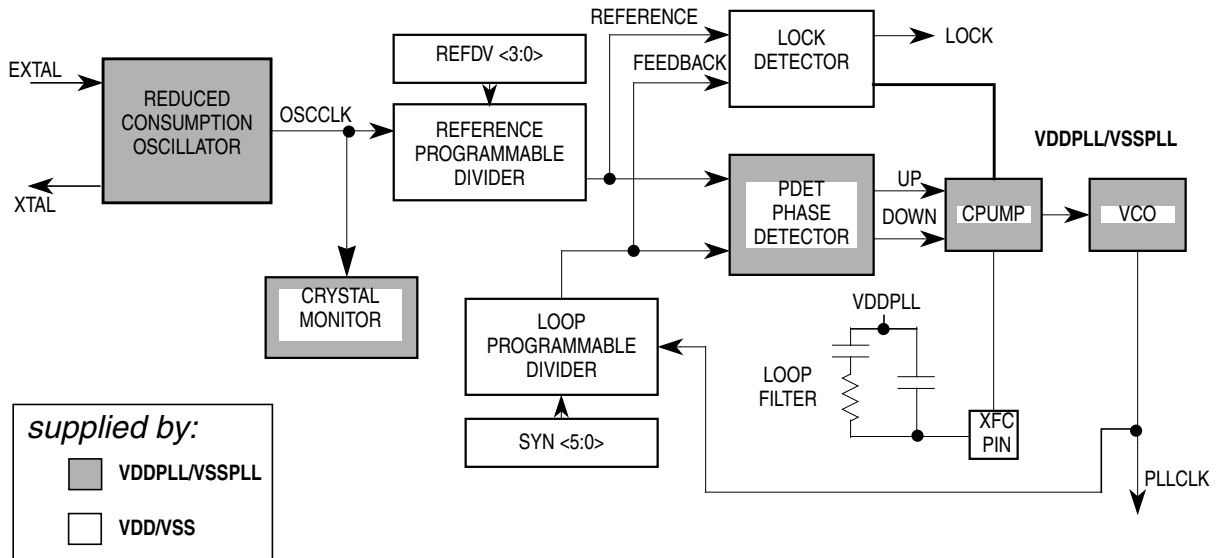 REFERENCE
LOCK
DETECTOR
LOCK
REFDV <3:0>
FEEDBACK
EXTAL
REDUCED
CONSUMPTION
OSCILLATOR
OSCCLK
REFERENCE
PROGRAMMABLE
DIVIDER
VDDPLL/VSSPLL
XTAL
PDET
PHASE
DETECTOR
UP
DOWN
CPUMP
VCO
CRYSTAL
MONITOR
LOOP
PROGRAMMABLE
DIVIDER
VDDPLL
LOOP
FILTER
XFC
PIN
SYN <5:0>
PLLCLK
supplied by:
VDDPLL/VSSPLL
VDD/VSS